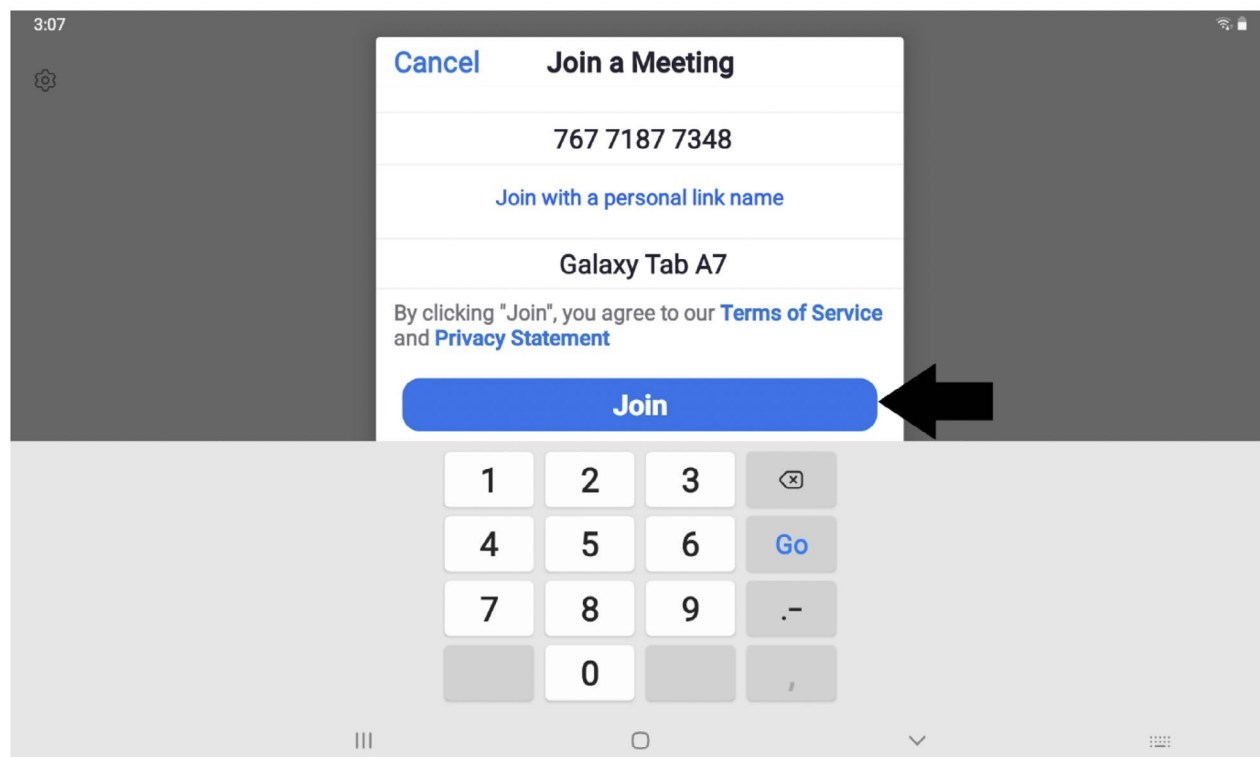 3:07
Cancel Join a Meeting
767 7187 7348
Join with a personal link name
Galaxy Tab A7
By clicking "Join", you agree to our Terms of Service
and Privacy Statement
Join
1 2 3
4 5 6 Go
7 8 9 .-
0 ,